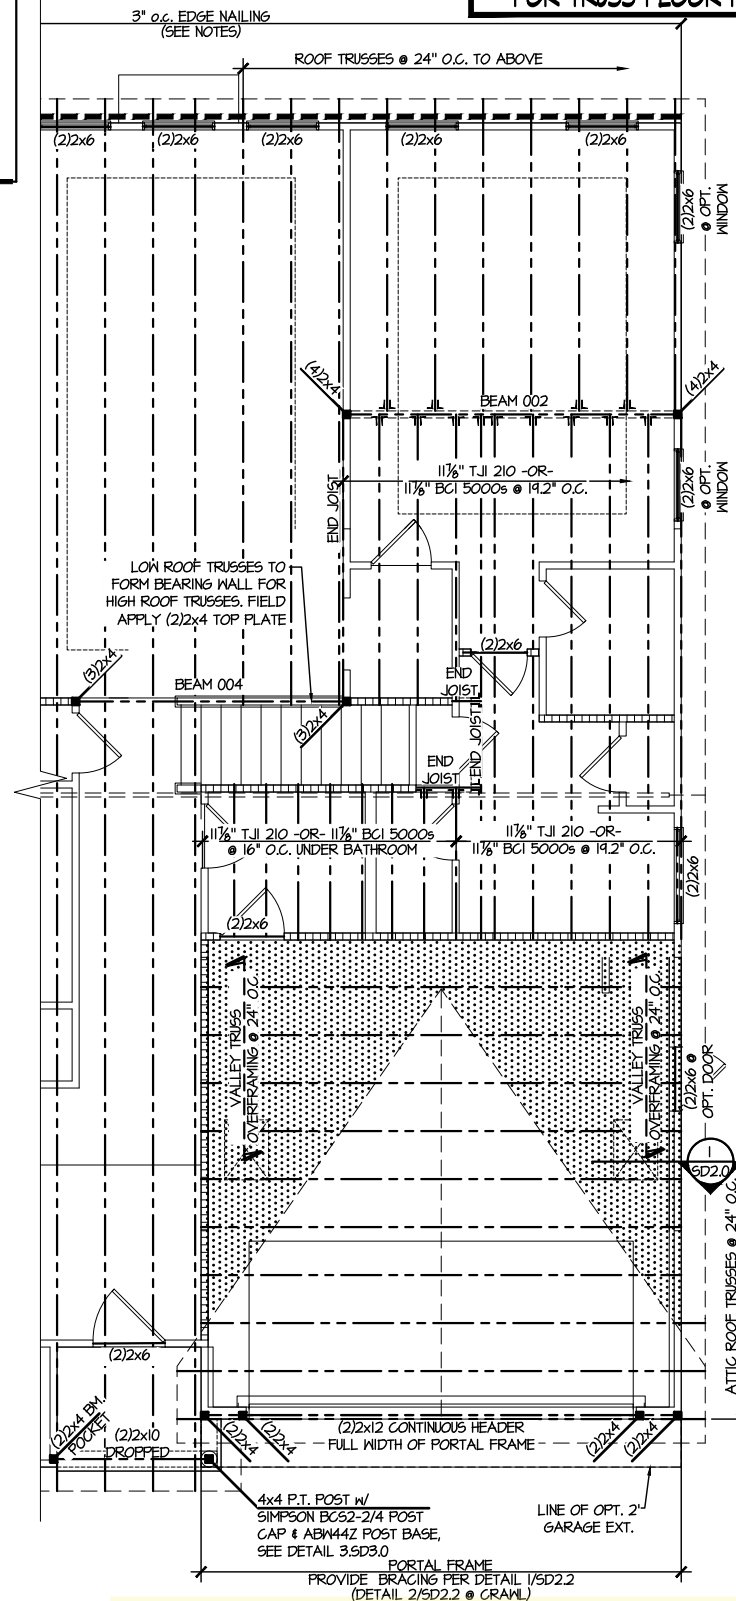 3" o.c. EDGE NAILING
(SEE NOTES)
ROOF TRUSSES @ 24" O.C. TO ABOVE
(2)2x6
(2)2x6
(2)2x6
(2)2x6
(2)2x6
(2)2x6
@ OPT.
WINDOW
(4)2x4
(4)2x4
BEAM 002
11⅞" TJI 210 -OR-
11⅞" BCI 5000s @ 19.2" O.C.
END JOIST
(2)2x6
@ OPT.
WINDOW
LOW ROOF TRUSSES TO
FORM BEARING WALL FOR
HIGH ROOF TRUSSES. FIELD
APPLY (2)2x4 TOP PLATE
(2)2x6
(3)2x4
BEAM 004
END
JOIST
(3)2x4
END JOIST
END
JOIST
11⅞" TJI 210 -OR- 11⅞" BCI 5000s
@ 16" O.C. UNDER BATHROOM
11⅞" TJI 210 -OR-
11⅞" BCI 5000s @ 19.2" O.C.
(2)2x6
(2)2x6
VALLEY TRUSS
OVERFRAMING @ 24" O.C.
VALLEY TRUSS
OVERFRAMING @ 24" O.C.
(2)2x6 @
OPT. DOOR
1
SD2.0
ATTIC ROOF TRUSSES @ 24" O.C.
(2)2x6
(2)2x4 BM.
POCKET
(2)2x10
DROPPED
(2)2x4
(2)2x4
(2)2x12 CONTINUOUS HEADER
FULL WIDTH OF PORTAL FRAME
(2)2x4
(2)2x4
4x4 P.T. POST w/
SIMPSON BCS2-2/4 POST
CAP & ABW44Z POST BASE,
SEE DETAIL 3.SD3.0
LINE OF OPT. 2'
GARAGE EXT.
PORTAL FRAME
PROVIDE BRACING PER DETAIL 1/SD2.2
(DETAIL 2/SD2.2 @ CRAWL)